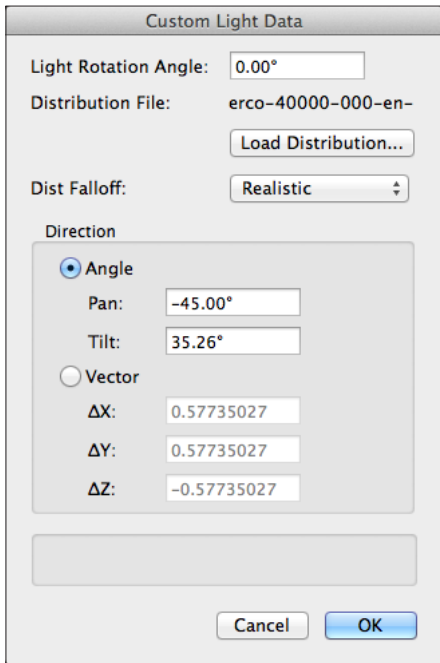 Custom Light Data
Light Rotation Angle: 0.00°
Distribution File: erco-40000-000-en-
Load Distribution...
Dist Falloff: Realistic
Direction
Angle
Pan: -45.00°
Tilt: 35.26°
Vector
ΔX: 0.57735027
ΔY: 0.57735027
ΔZ: -0.57735027
Cancel OK